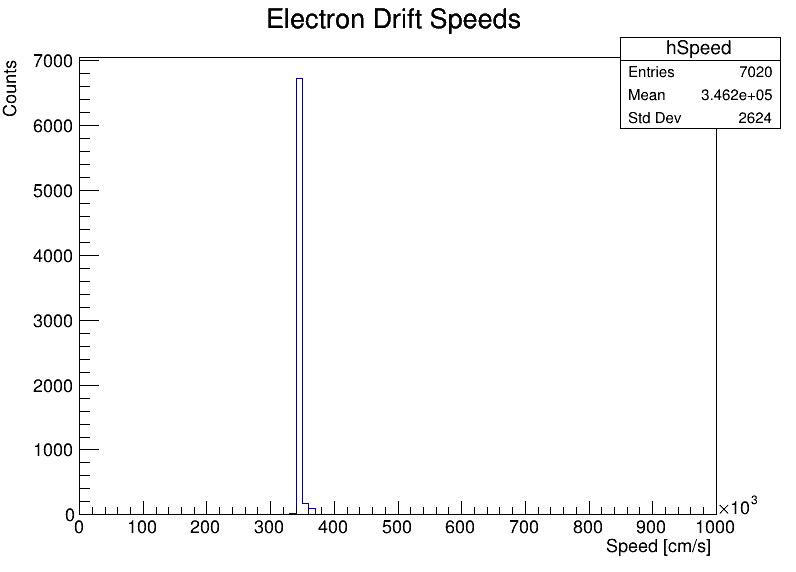 Electron Drift Speeds
hSpeed
Entries 7020
Mean 3.462e+05
Std Dev 2624
Counts
7000
6000
5000
4000
3000
2000
1000
0
0 100 200 300 400 500 600 700 800 900 1000
×10³
Speed [cm/s]